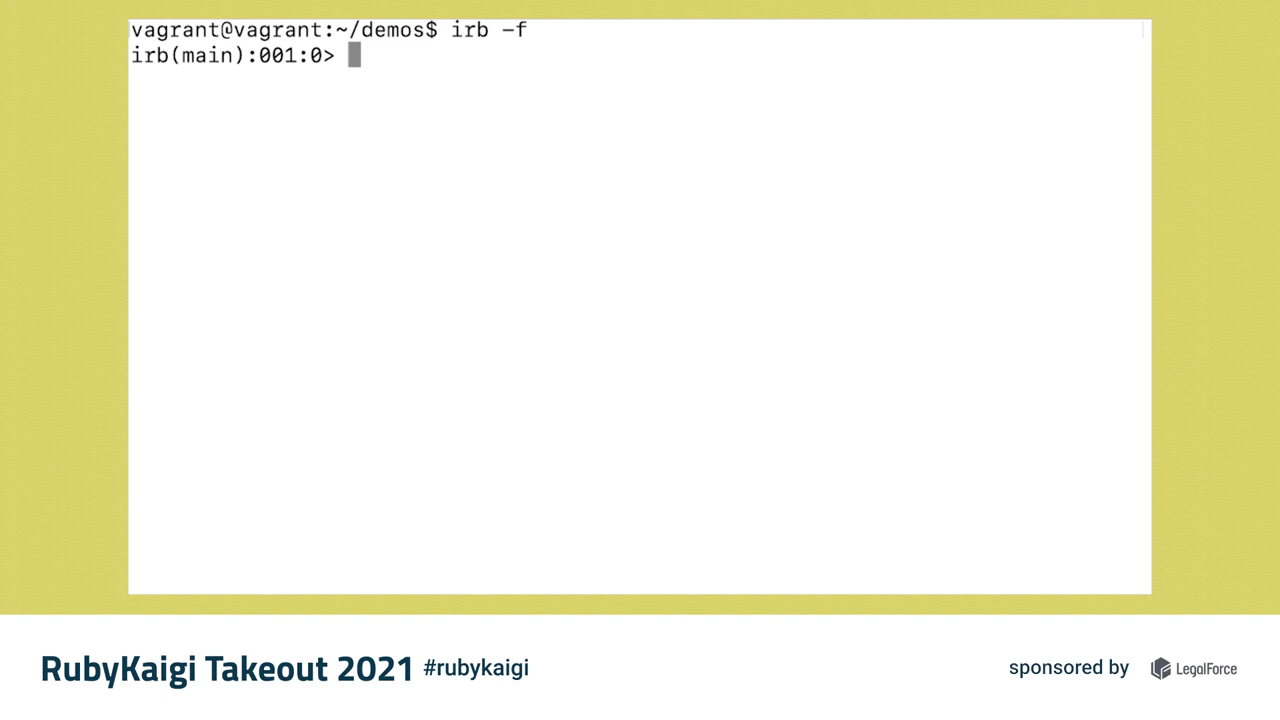 vagrant@vagrant:~/demos$ irb -f
irb(main):001:0>
RubyKaigi Takeout 2021 #rubykaigi
sponsored by LegalForce